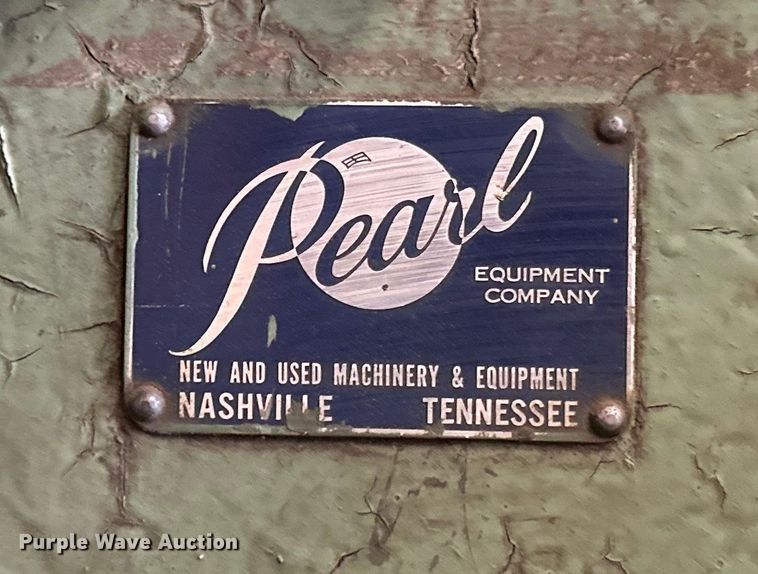 Pearl
EQUIPMENT
COMPANY
NEW AND USED MACHINERY & EQUIPMENT
NASHVILLE TENNESSEE
Purple Wave Auction